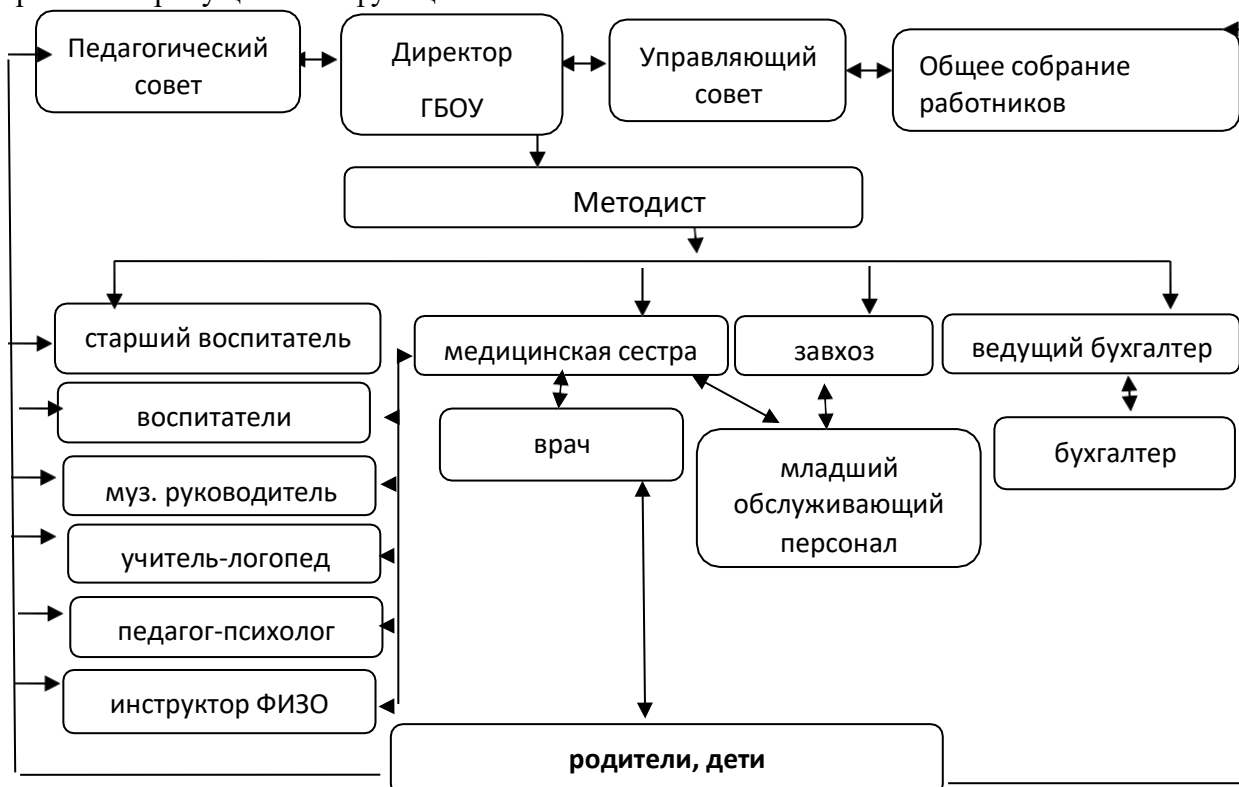 Педагогический
совет
Директор
ГБОУ
Управляющий
совет
Общее собрание
работников
Методист
старший воспитатель
медицинская сестра
завхоз
ведущий бухгалтер
воспитатели
врач
младший
обслуживающий
персонал
бухгалтер
муз. руководитель
учитель-логопед
педагог-психолог
инструктор ФИЗО
родители, дети